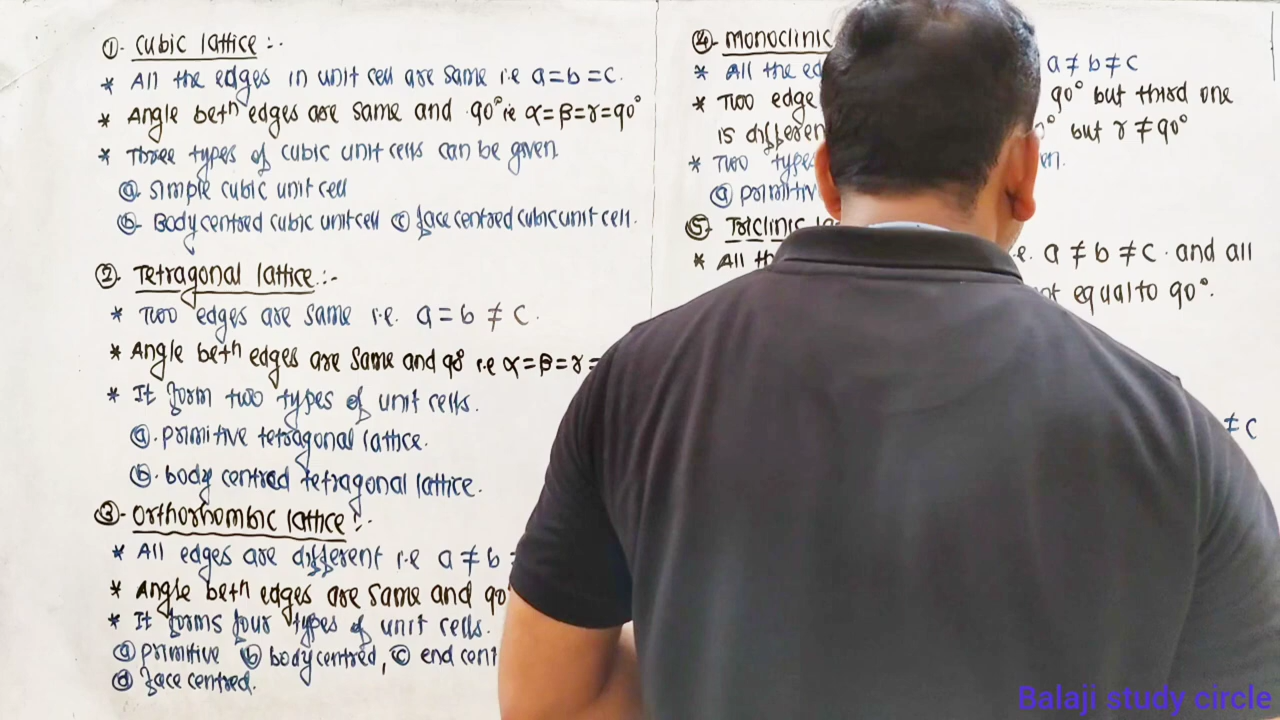 ①- Cubic lattice :-
* All the edges in unit cell are same i.e a=b=c.
* Angle betn edges are same and 90° ie α=β=γ=90°
* Three types of cubic unit cells can be given
ⓐ simple cubic unit cell
ⓑ- Body centred cubic unit cell ⓒ face centred cubic unit cell.
②- Tetragonal lattice :-
* Two edges are same i.e. a=b≠c.
* Angle betn edges are same and 90 i.e α=β=γ=
* It form two types of unit cells.
ⓐ. primitive tetragonal lattice.
ⓑ. body centred tetragonal lattice.
③- Orthorhombic lattice :-
* All edges are different i.e a≠b
* Angle betn edges are same and 90
* It forms four types of unit cells.
ⓐ primitive ⓑ body centred, ⓒ end cent
ⓓ face centred.
④- monoclinic
* All the ed a≠b≠c
* Two edge 90° but third one
is differen but γ≠90°
* Two types
ⓐ primitiv
⑤- Triclinic
* All th i.e. a≠b≠c. and all
not equal to 90°.
≠c
Balaji study circle